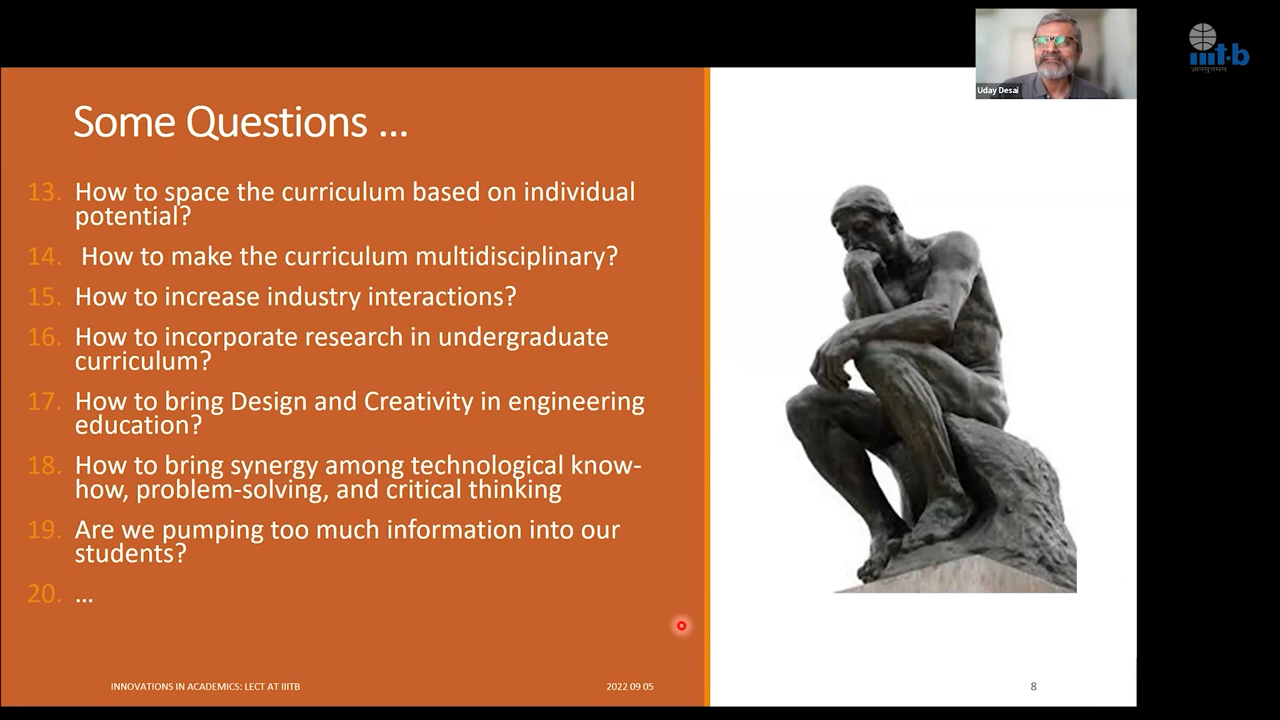 Uday Desai
iiit-b
ज्ञानमुत्तमम्
Some Questions ...
13. How to space the curriculum based on individual
potential?
14. How to make the curriculum multidisciplinary?
15. How to increase industry interactions?
16. How to incorporate research in undergraduate
curriculum?
17. How to bring Design and Creativity in engineering
education?
18. How to bring synergy among technological know-
how, problem-solving, and critical thinking
19. Are we pumping too much information into our
students?
20. ...
INNOVATIONS IN ACADEMICS: LECT AT IIITB
2022 09 05
8